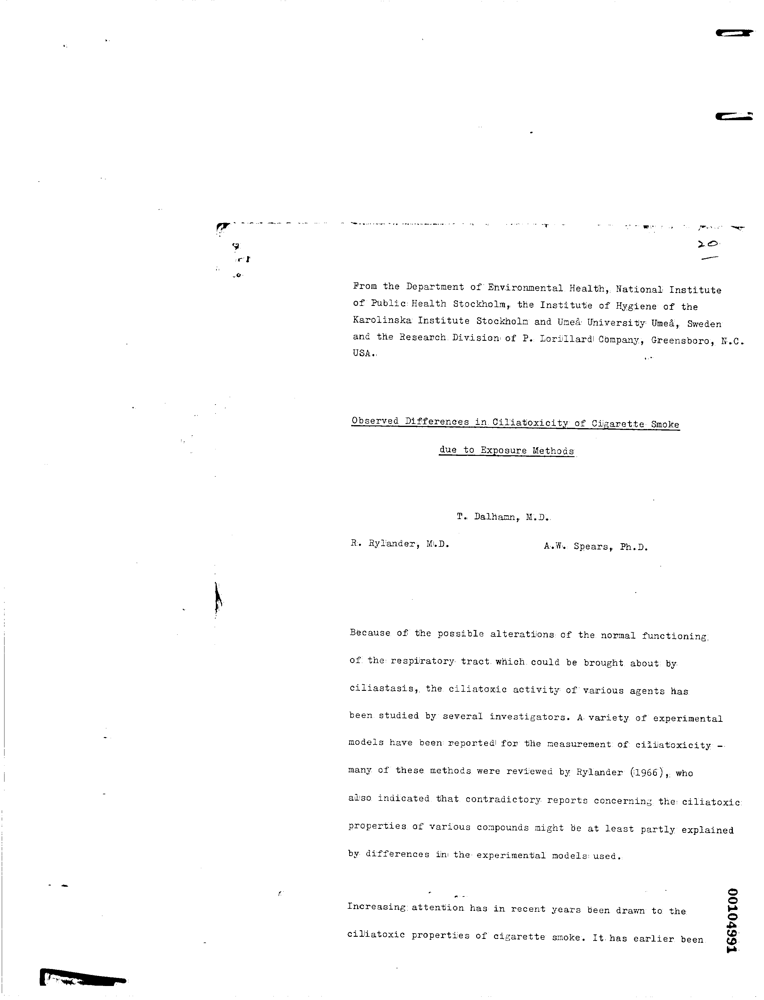 20
From the Department of Environmental Health, National Institute
of Public Health Stockholm, the Institute of Hygiene of the
Karolinska Institute Stockholm and Umeå University Umeå, Sweden
and the Research Division of P. Lorillard Company, Greensboro, N.C.
USA.
Observed Differences in Ciliatoxicity of Cigarette Smoke
due to Exposure Methods
T. Dalhamn, M.D.
R. Rylander, M.D. A.W. Spears, Ph.D.
Because of the possible alterations of the normal functioning
of the respiratory tract which could be brought about by
ciliastasis, the ciliatoxic activity of various agents has
been studied by several investigators. A variety of experimental
models have been reported for the measurement of ciliatoxicity -
many of these methods were reviewed by Rylander (1966), who
also indicated that contradictory reports concerning the ciliatoxic
properties of various compounds might be at least partly explained
by differences in the experimental models used.
Increasing attention has in recent years been drawn to the
ciliatoxic properties of cigarette smoke. It has earlier been
00104991